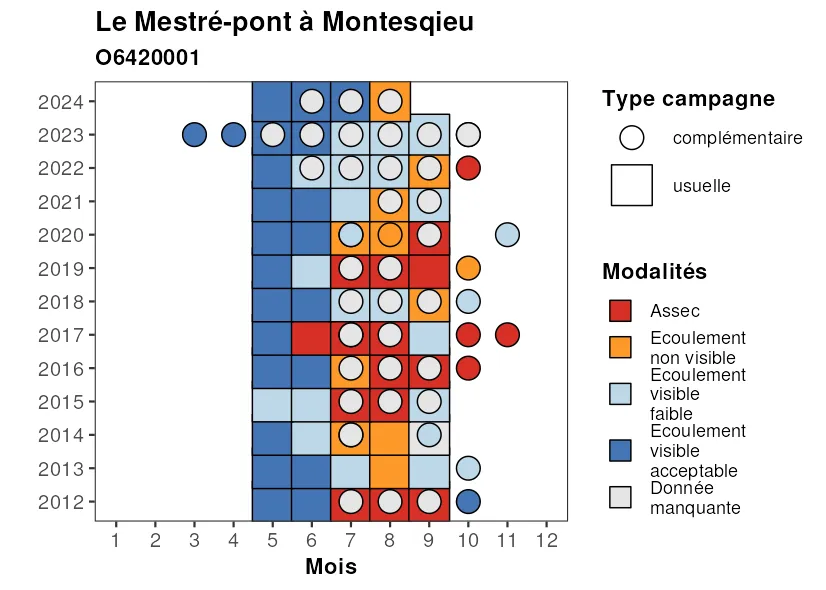 Le Mestré-pont à Montesqieu
O6420001
2024
2023
2022
2021
2020
2019
2018
2017
2016
2015
2014
2013
2012
1 2 3 4 5 6 7 8 9 10 11 12
Mois
Type campagne
complémentaire
usuelle
Modalités
Assec
Ecoulement
non visible
Ecoulement
visible
faible
Ecoulement
visible
acceptable
Donnée
manquante